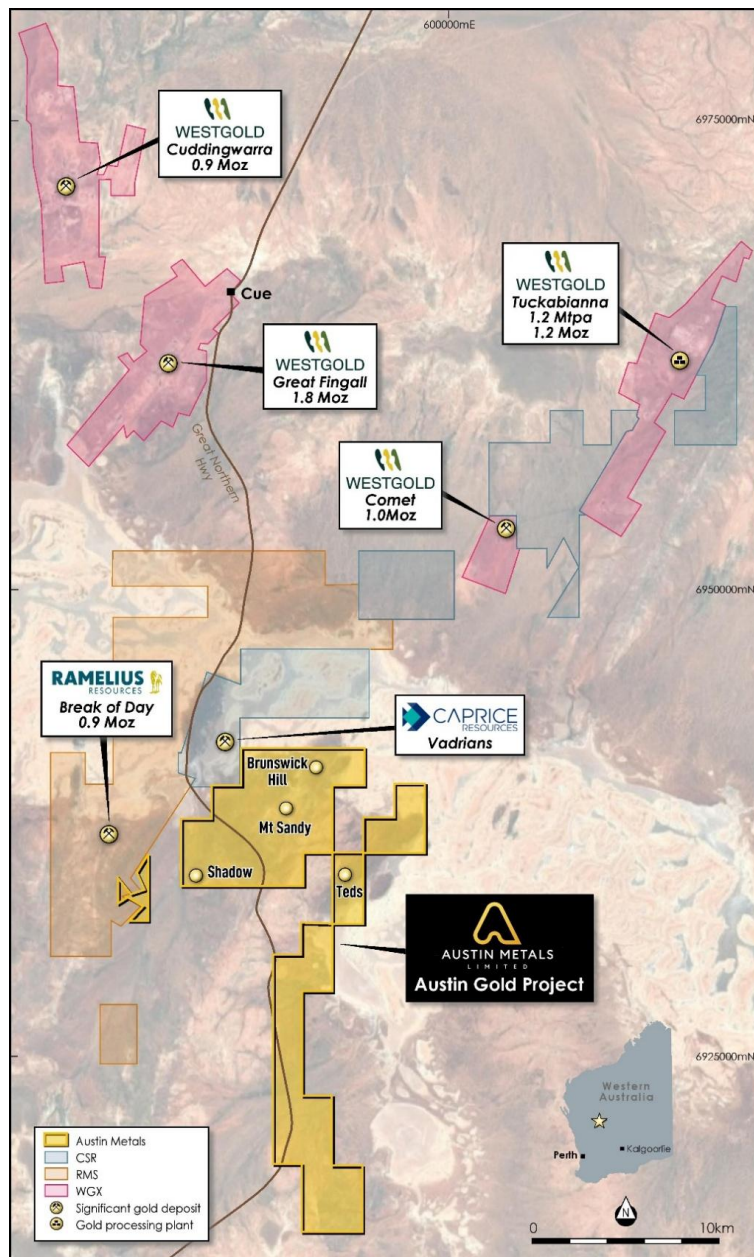 600000mE
6975000mN
WESTGOLD
Cuddingwarra
0.9 Moz
WESTGOLD
Tuckabianna
1.2 Mtpa
1.2 Moz
Cue
WESTGOLD
Great Fingall
1.8 Moz
Great Northern
Hwy
WESTGOLD
Comet
1.0Moz
6950000mN
RAMELIUS
RESOURCES
Break of Day
0.9 Moz
CAPRICE
RESOURCES
Vadrians
Brunswick
Hill
Mt Sandy
Shadow
Teds
AUSTIN METALS
LIMITED
Austin Gold Project
6925000mN
Western
Australia
Kalgoorlie
Perth
Austin Metals
CSR
RMS
WGX
Significant gold deposit
Gold processing plant
N
0 10km